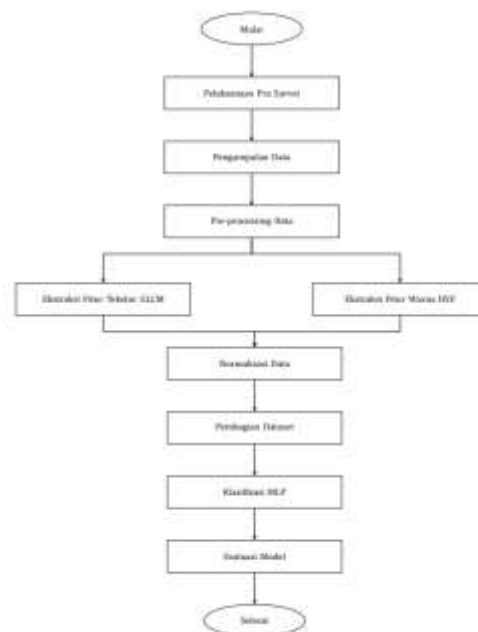 Mulai
Pelaksanaan Pra Survei
Pengumpulan Data
Pre-processing Data
Ekstraksi Fitur Tekstur GLCM
Ekstraksi Fitur Warna HSV
Normalisasi Data
Pembagian Dataset
Klasifikasi MLP
Evaluasi Model
Selesai